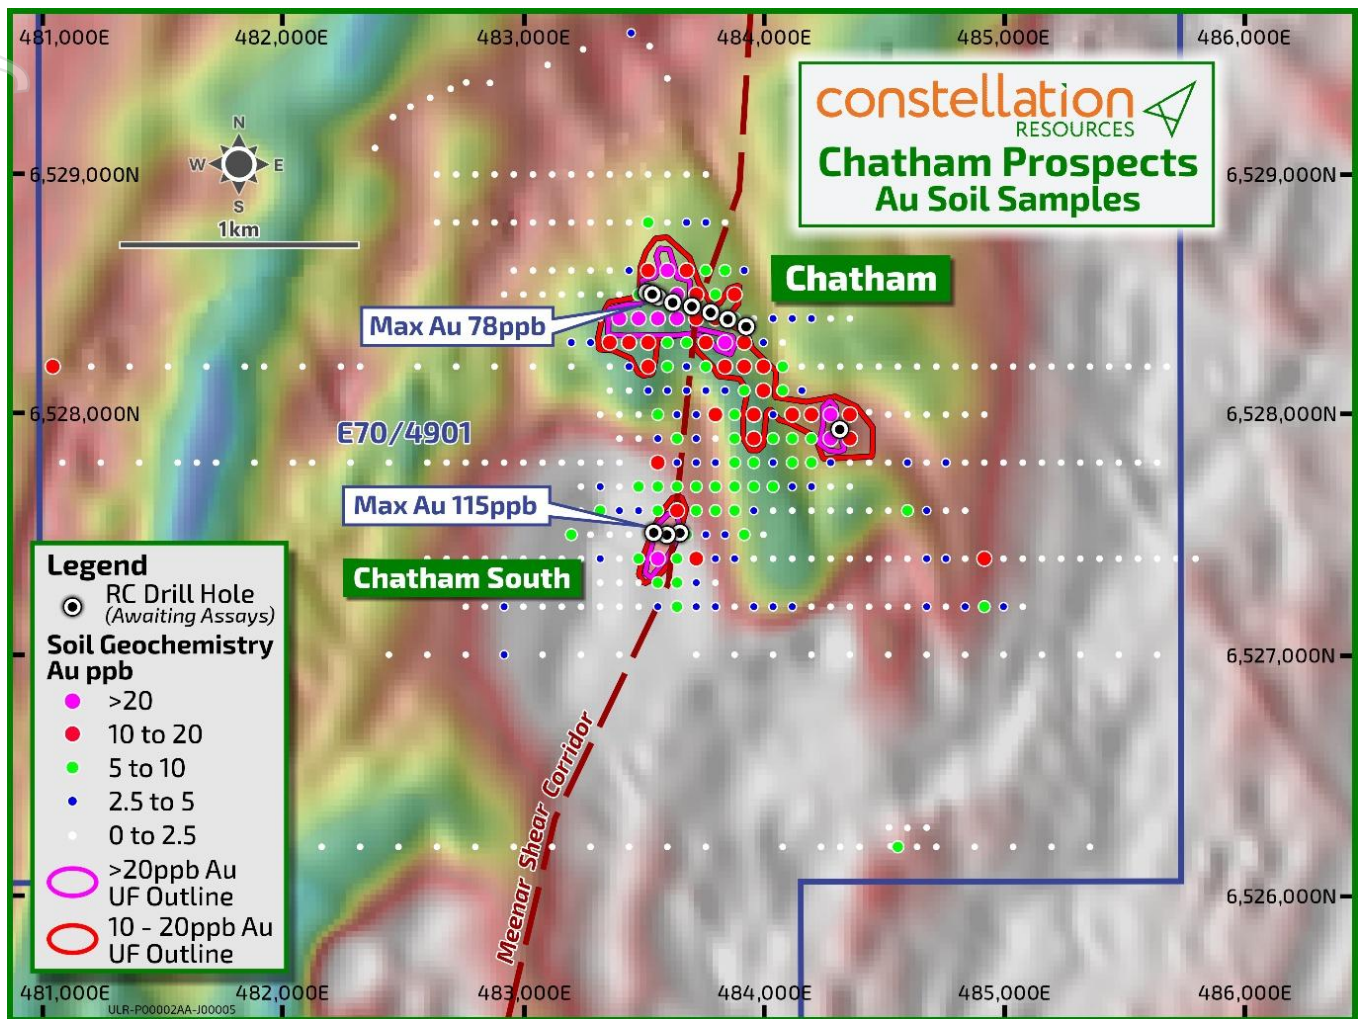 481,000E 482,000E 483,000E 484,000E 485,000E 486,000E
constellation
RESOURCES
Chatham Prospects
Au Soil Samples
N
W E
S
1km
6,529,000N 6,529,000N
Chatham
Max Au 78ppb
6,528,000N 6,528,000N
E70/4901
Max Au 115ppb
Chatham South
Legend
RC Drill Hole
(Awaiting Assays)
Soil Geochemistry
Au ppb
>20
10 to 20
5 to 10
2.5 to 5
0 to 2.5
>20ppb Au
UF Outline
10 - 20ppb Au
UF Outline
6,527,000N
Meenar Shear Corridor
6,526,000N
481,000E 482,000E 483,000E 484,000E 485,000E 486,000E
ULR-P00002AA-J00005